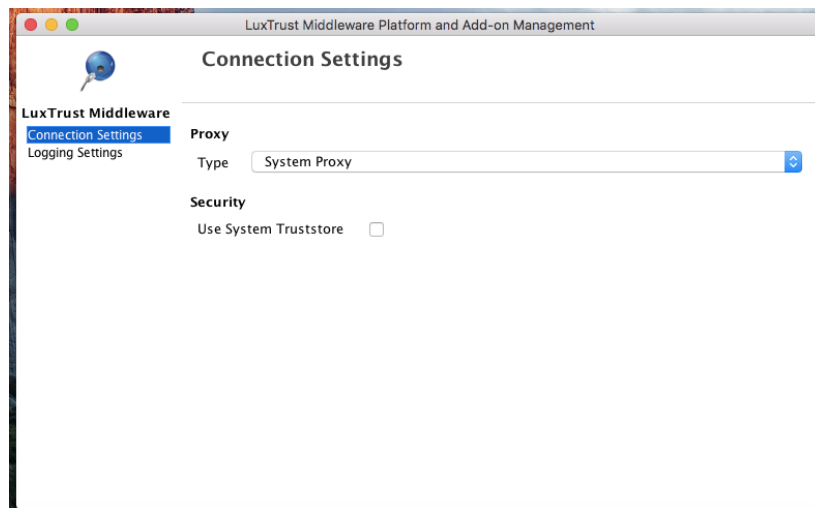 LuxTrust Middleware Platform and Add-on Management
Connection Settings
LuxTrust Middleware
Connection Settings
Logging Settings
Proxy
Type System Proxy
Security
Use System Truststore